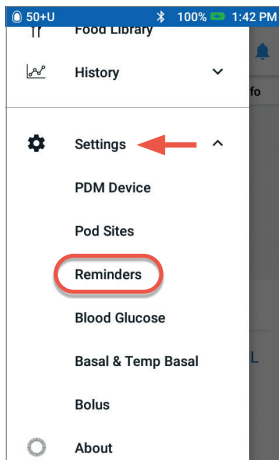 50+U 100% 1:42 PM
Food Library
History
fo
Settings
PDM Device
Pod Sites
Reminders
Blood Glucose
Basal & Temp Basal
L
Bolus
About